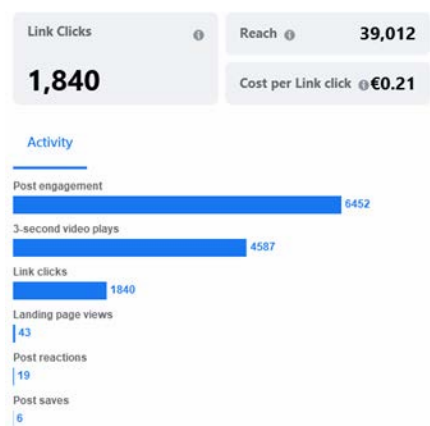 Link Clicks
1,840
Reach 39,012
Cost per Link click €0.21
Activity
Post engagement
6452
3-second video plays
4587
Link clicks
1840
Landing page views
43
Post reactions
19
Post saves
6